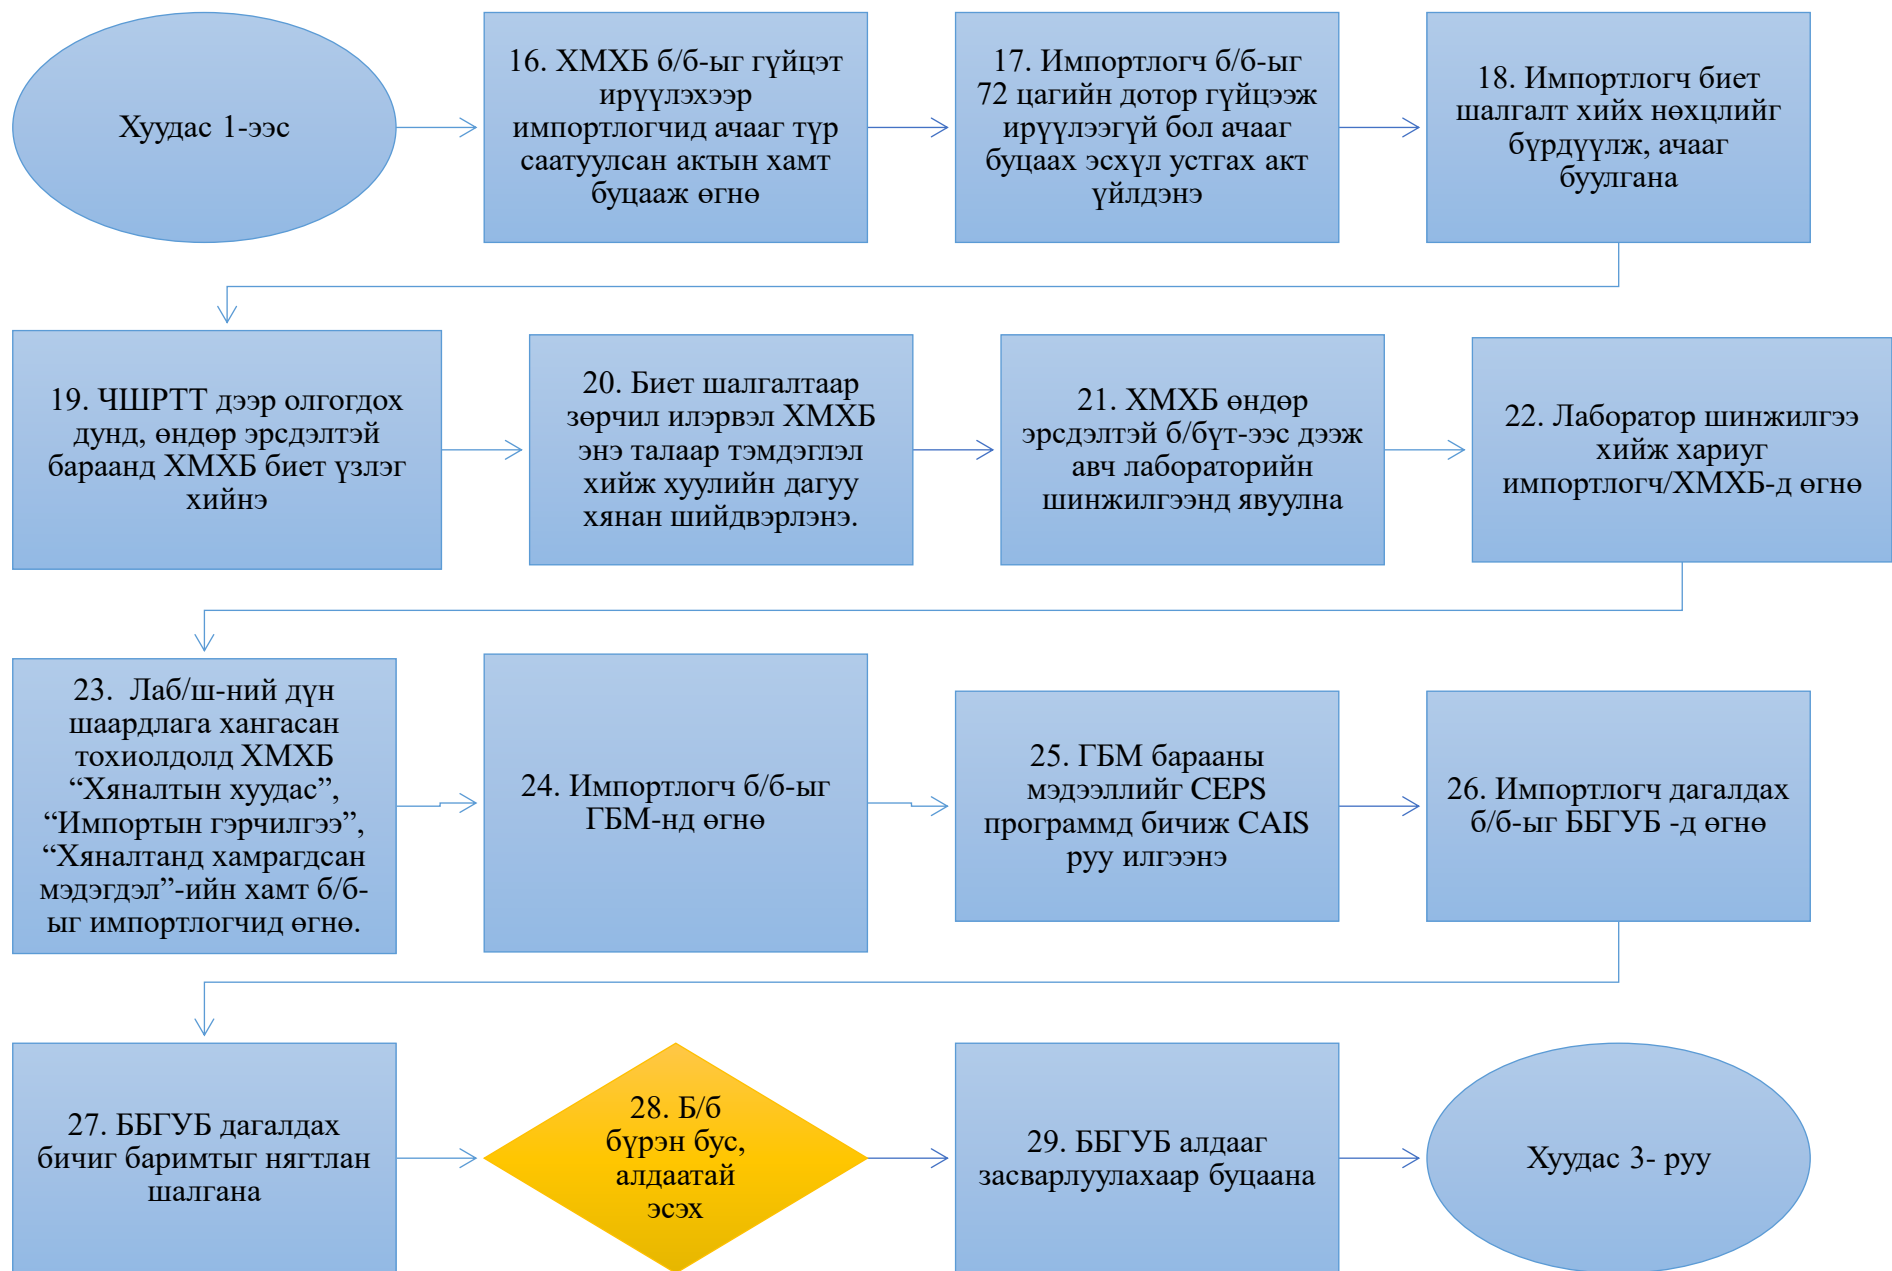 Хуудас 1-ээс
16. ХМХБ б/б-ыг гүйцэт
ирүүлэхээр
импортлогчид ачааг түр
саатуулсан актын хамт
буцааж өгнө
17. Импортлогч б/б-ыг
72 цагийн дотор гүйцээж
ирүүлээгүй бол ачааг
буцаах эсхүл устгах акт
үйлдэнэ
18. Импортлогч биет
шалгалт хийх нөхцлийг
бүрдүүлж, ачааг
буулгана
19. ЧШРТТ дээр олгогдох
дунд, өндөр эрсдэлтэй
бараанд ХМХБ биет үзлэг
хийнэ
20. Биет шалгалтаар
зөрчил илэрвэл ХМХБ
энэ талаар тэмдэглэл
хийж хуулийн дагуу
хянан шийдвэрлэнэ.
21. ХМХБ өндөр
эрсдэлтэй б/бүт-ээс дээж
авч лабораторийн
шинжилгээнд явуулна
22. Лаборатор шинжилгээ
хийж хариуг
импортлогч/ХМХБ-д өгнө
23. Лаб/ш-ний дүн
шаардлага хангасан
тохиолдолд ХМХБ
“Хяналтын хуудас”,
“Импортын гэрчилгээ”,
“Хяналтанд хамрагдсан
мэдэгдэл”-ийн хамт б/б-
ыг импортлогчид өгнө.
24. Импортлогч б/б-ыг
ГБМ-нд өгнө
25. ГБМ барааны
мэдээллийг CEPS
программд бичиж CAIS
руу илгээнэ
26. Импортлогч дагалдах
б/б-ыг ББГУБ -д өгнө
27. ББГУБ дагалдах
бичиг баримтыг нягтлан
шалгана
28. Б/б
бүрэн бус,
алдаатай
эсэх
29. ББГУБ алдааг
засварлуулахаар буцаана
Хуудас 3- руу